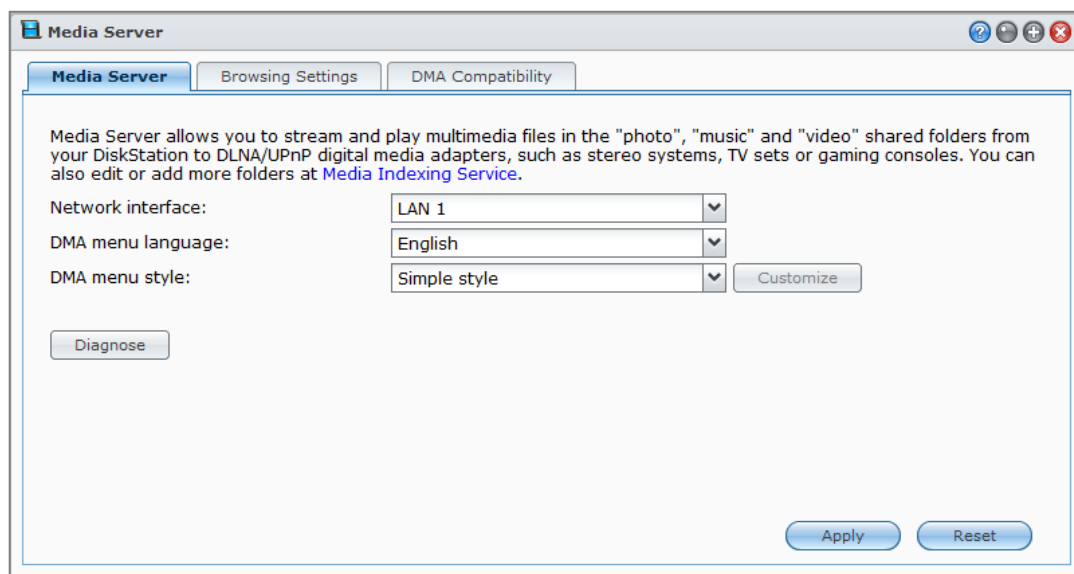 Media Server
Media Server Browsing Settings DMA Compatibility
Media Server allows you to stream and play multimedia files in the "photo", "music" and "video" shared folders from
your DiskStation to DLNA/UPnP digital media adapters, such as stereo systems, TV sets or gaming consoles. You can
also edit or add more folders at Media Indexing Service.
Network interface: LAN 1
DMA menu language: English
DMA menu style: Simple style Customize
Diagnose
Apply Reset